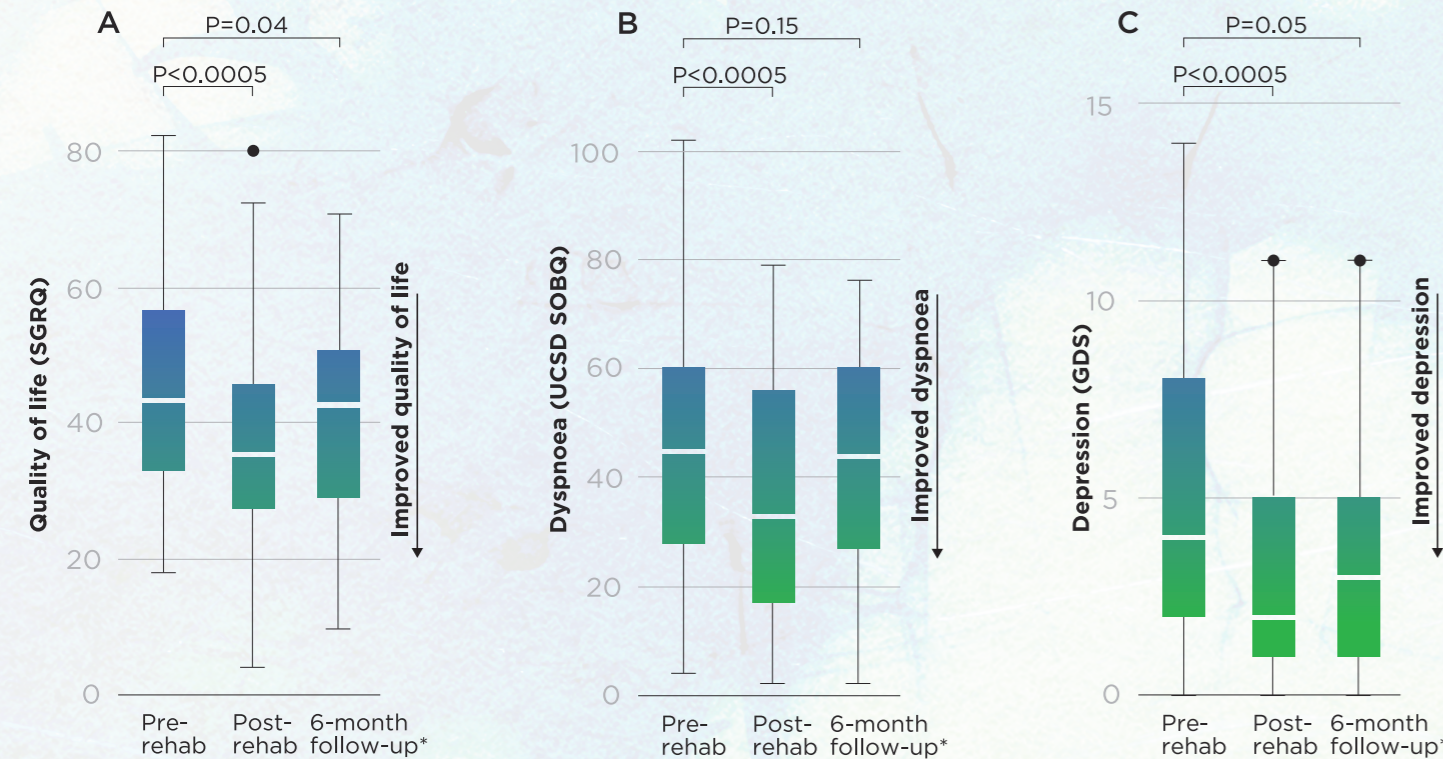 A
P=0.04
P<0.0005
80
60
40
20
0
Quality of life (SGRQ)
Improved quality of life
Pre-
rehab
Post-
rehab
6-month
follow-up*
B
P=0.15
P<0.0005
100
80
60
40
20
0
Dyspnoea (UCSD SOBQ)
Improved dyspnoea
Pre-
rehab
Post-
rehab
6-month
follow-up*
C
P=0.05
P<0.0005
15
10
5
0
Depression (GDS)
Improved depression
Pre-
rehab
Post-
rehab
6-month
follow-up*